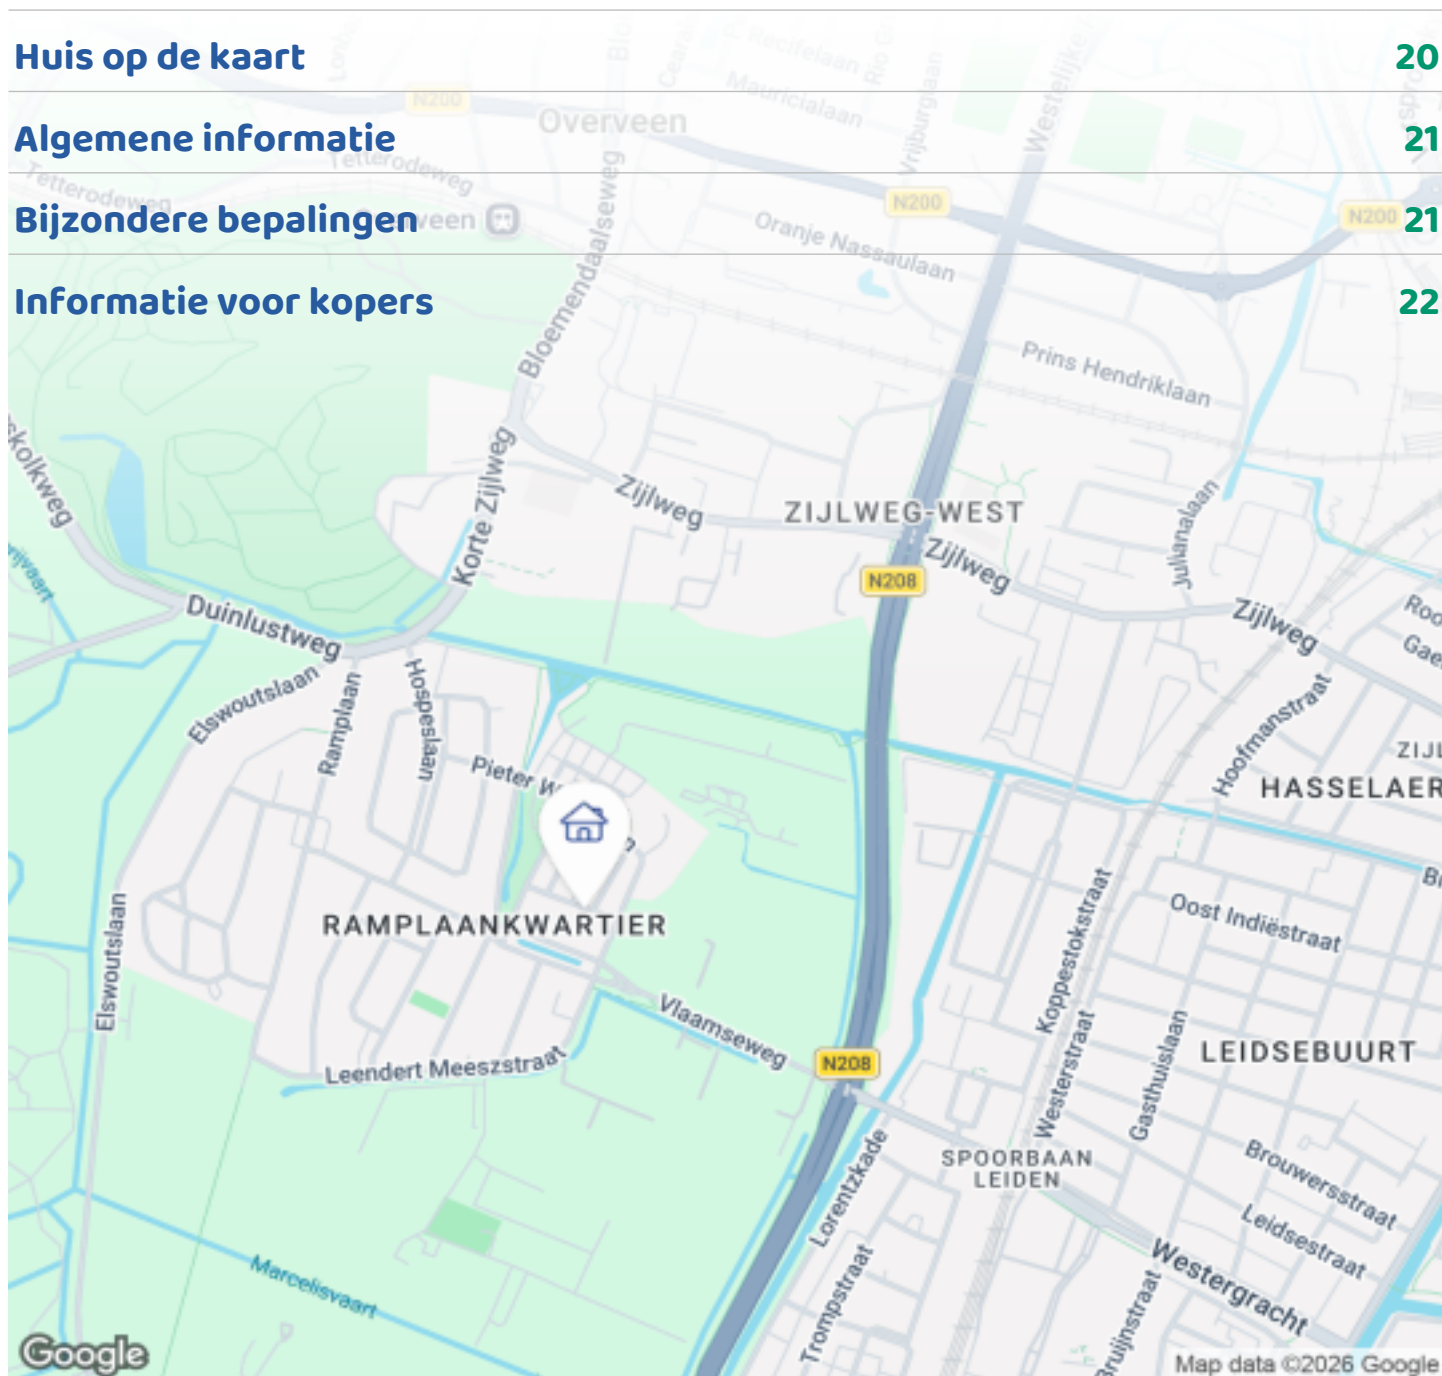 Huis op de kaart 20
Algemene informatie 21
Bijzondere bepalingen 21
Informatie voor kopers 22
Recifelaan
Mauricialaan
Vrijburglaan
N200
Overveen
Tetterodeweg
Tetterodeweg
N200
N200
Oranje Nassaulaan
Bloemendaalseweg
Prins Hendriklaan
Korte Zijlweg
Zijlweg
ZIJLWEG-WEST
Zijlweg
Julianalaan
N208
Zijlweg
Duinlustweg
Elswoutslaan
Ramplaan
Hospeslaan
Pieter
Hoofmanstraat
HASSELAER
RAMPLAANKWARTIER
Elswoutslaan
Oost Indiëstraat
Koppestokstraat
Vlaamseweg
Leendert Meeszstraat
N208
Westerstraat
Gasthuislaan
LEIDSEBUURT
Lorentzkade
SPOORBAAN
LEIDEN
Brouwersstraat
Leidsestraat
Marcelisvaart
Trompstraat
Westergracht
Bruijnstraat
Google
Map data ©2026 Google